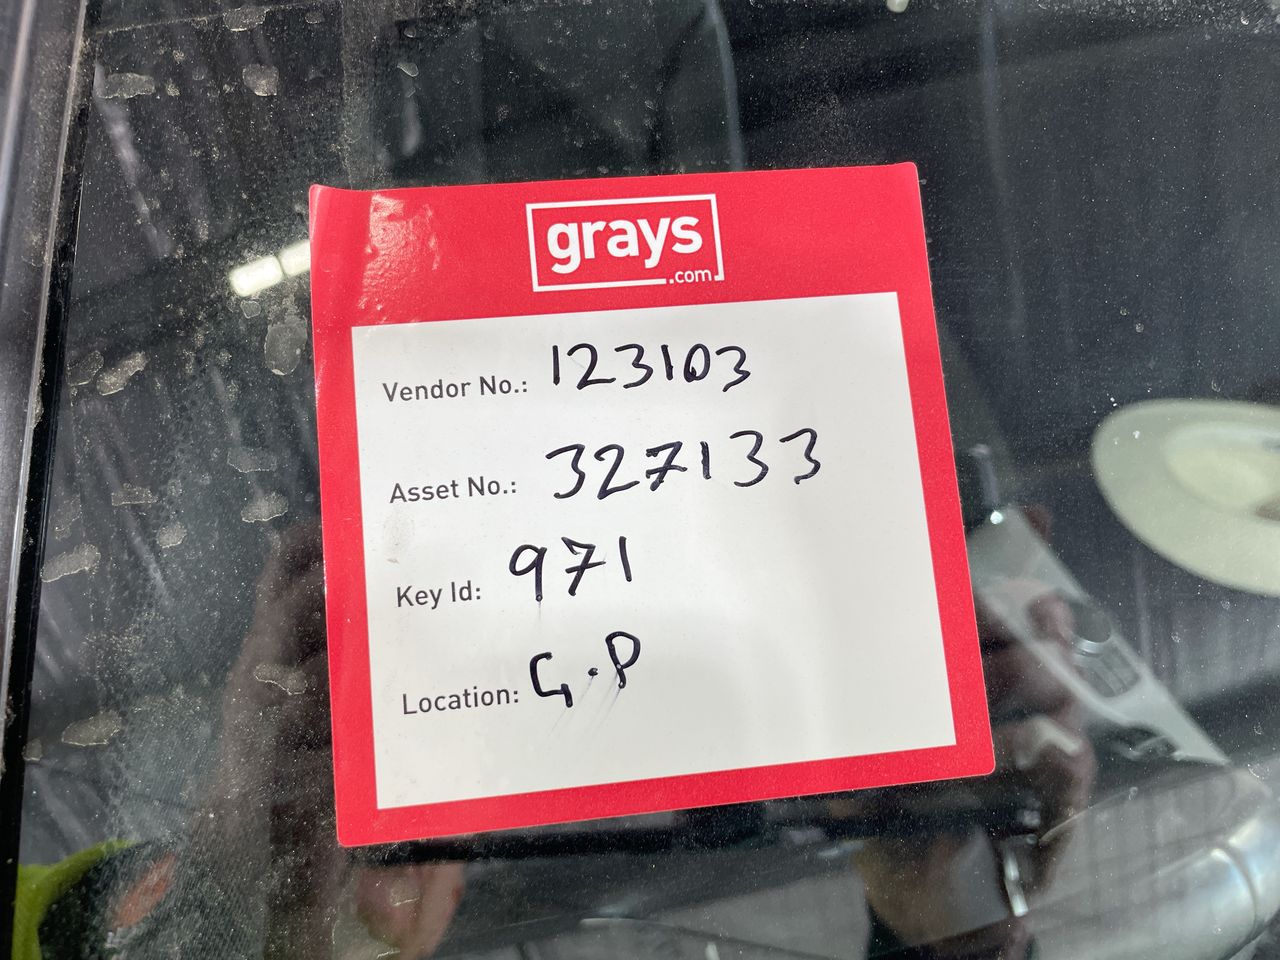 grays
.com
Vendor No.: 123103
Asset No.: 327133
Key Id: 971
Location: G.P